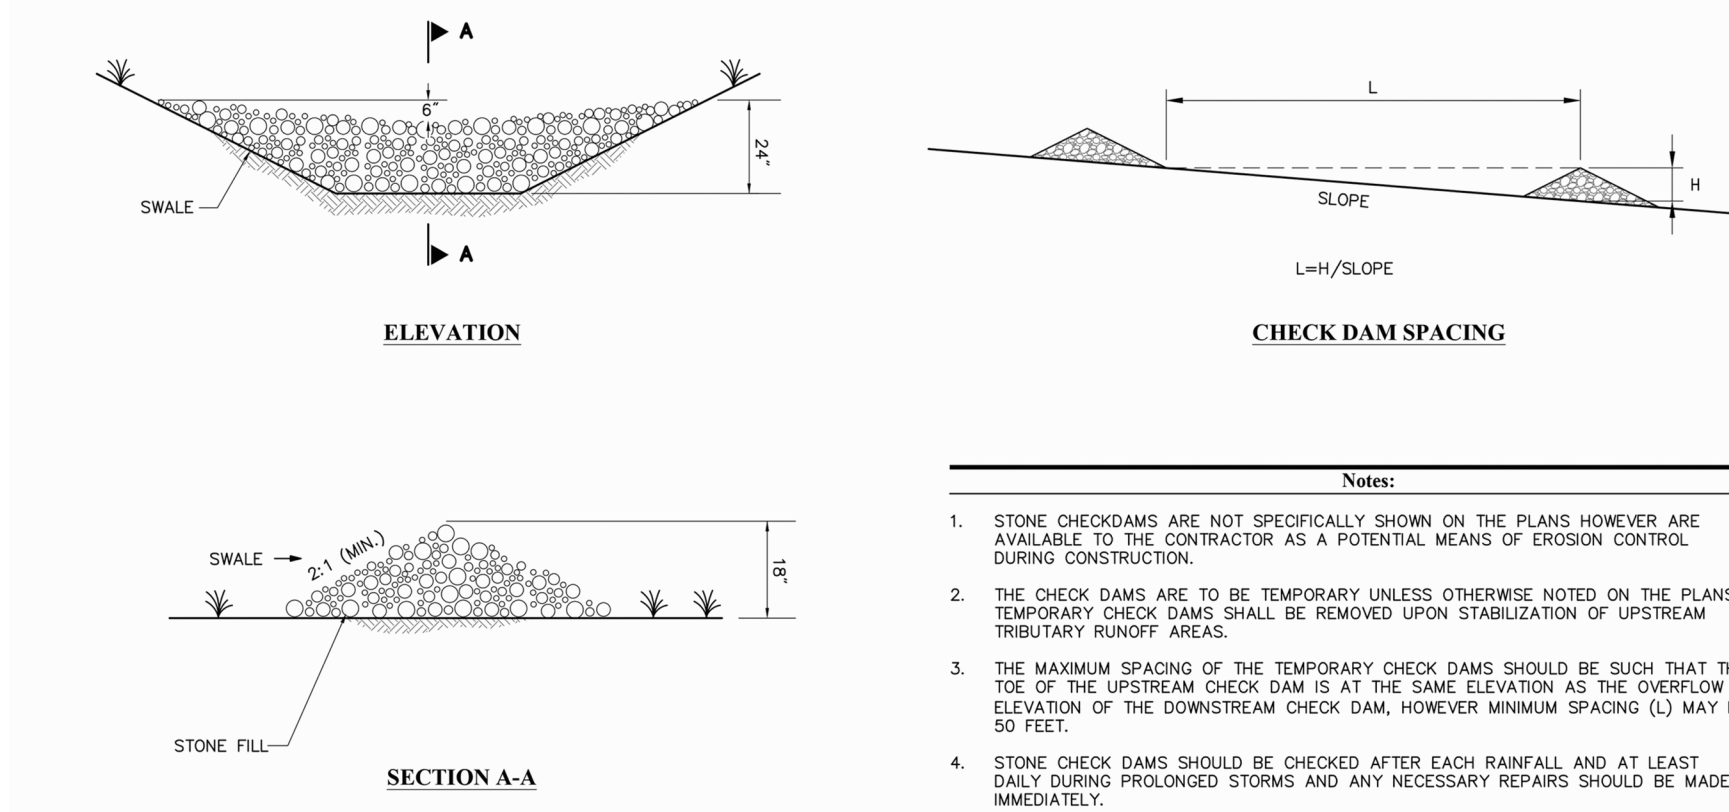 A
6"
24"
SWALE
A
ELEVATION
L
H
SLOPE
L=H/SLOPE
CHECK DAM SPACING
SWALE
2:1 (MIN.)
18"
STONE FILL
SECTION A-A
Notes:
1. STONE CHECKDAMS ARE NOT SPECIFICALLY SHOWN ON THE PLANS HOWEVER ARE
AVAILABLE TO THE CONTRACTOR AS A POTENTIAL MEANS OF EROSION CONTROL
DURING CONSTRUCTION.
2. THE CHECK DAMS ARE TO BE TEMPORARY UNLESS OTHERWISE NOTED ON THE PLANS
TEMPORARY CHECK DAMS SHALL BE REMOVED UPON STABILIZATION OF UPSTREAM
TRIBUTARY RUNOFF AREAS.
3. THE MAXIMUM SPACING OF THE TEMPORARY CHECK DAMS SHOULD BE SUCH THAT
TOE OF THE UPSTREAM CHECK DAM IS AT THE SAME ELEVATION AS THE OVERFLOW
ELEVATION OF THE DOWNSTREAM CHECK DAM, HOWEVER MINIMUM SPACING (L) MAY
50 FEET.
4. STONE CHECK DAMS SHOULD BE CHECKED AFTER EACH RAINFALL AND AT LEAST
DAILY DURING PROLONGED STORMS AND ANY NECESSARY REPAIRS SHOULD BE MADE
IMMEDIATELY.